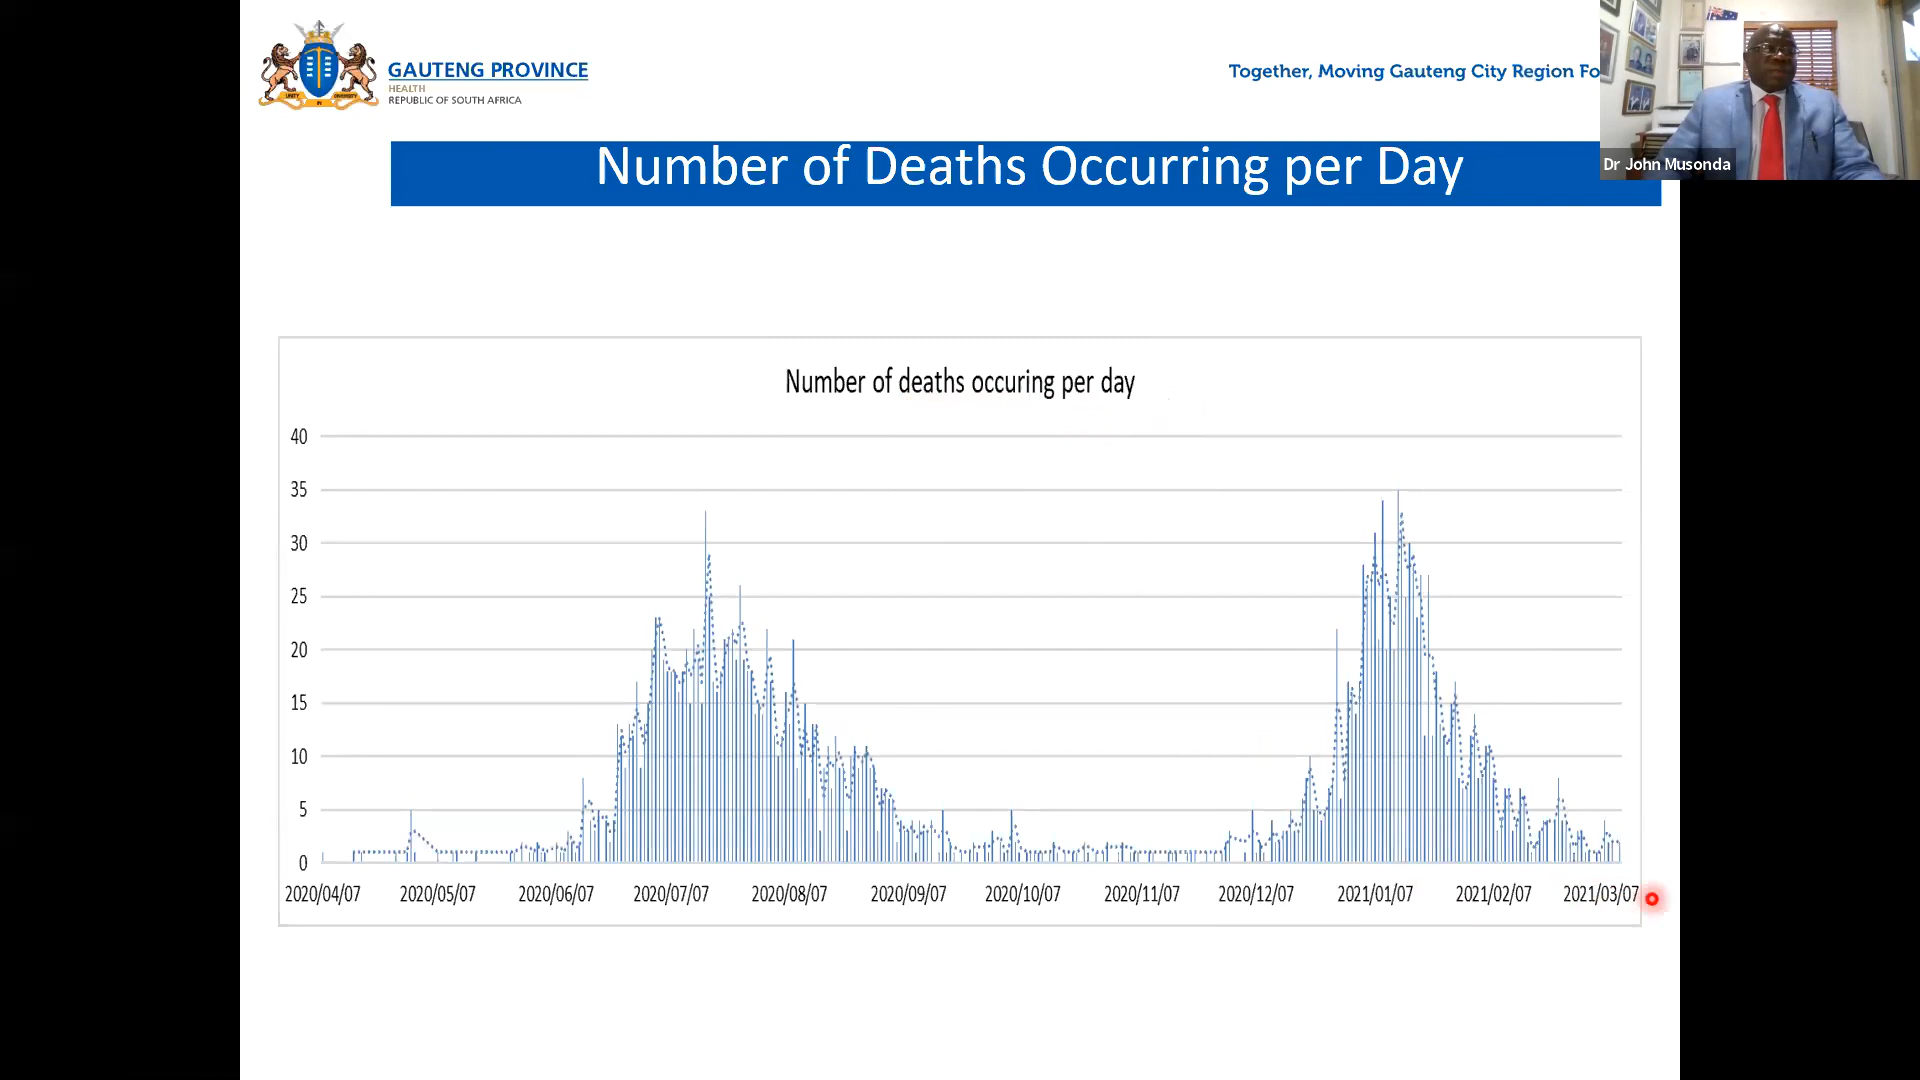 GAUTENG PROVINCE
HEALTH
REPUBLIC OF SOUTH AFRICA
UNITY IN DIVERSITY
Together, Moving Gauteng City Region Fo
Dr John Musonda
Number of Deaths Occurring per Day
Number of deaths occuring per day
40
35
30
25
20
15
10
5
0
2020/04/07 2020/05/07 2020/06/07 2020/07/07 2020/08/07 2020/09/07 2020/10/07 2020/11/07 2020/12/07 2021/01/07 2021/02/07 2021/03/07